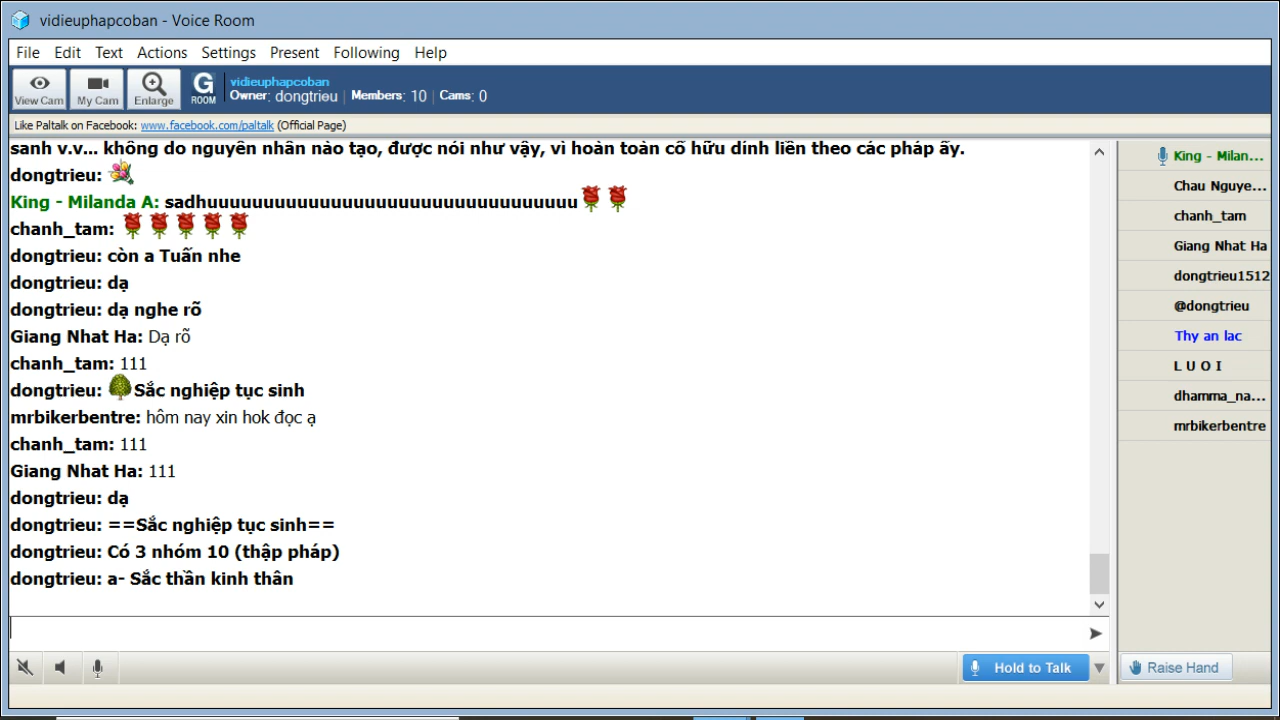 vidieuphapcoban - Voice Room
File Edit Text Actions Settings Present Following Help
View Cam
My Cam
Enlarge
G ROOM
vidieuphapcoban
Owner: dongtrieu | Members: 10 | Cams: 0
Like Paltalk on Facebook: www.facebook.com/paltalk (Official Page)
sanh v.v... không do nguyên nhân nào tạo, được nói như vậy, vì hoàn toàn cố hữu dính liền theo các pháp ấy.
dongtrieu:
King - Milanda A: sadhuuuuuuuuuuuuuuuuuuuuuuuuuuuuuuuuu
chanh_tam:
dongtrieu: còn a Tuấn nhe
dongtrieu: dạ
dongtrieu: dạ nghe rõ
Giang Nhat Ha: Dạ rõ
chanh_tam: 111
dongtrieu: Sắc nghiệp tục sinh
mrbikerbentre: hôm nay xin hok đọc ạ
chanh_tam: 111
Giang Nhat Ha: 111
dongtrieu: dạ
dongtrieu: ==Sắc nghiệp tục sinh==
dongtrieu: Có 3 nhóm 10 (thập pháp)
dongtrieu: a- Sắc thần kinh thân
King - Milan...
Chau Nguye...
chanh_tam
Giang Nhat Ha
dongtrieu1512
@dongtrieu
Thy an lac
L U O I
dhamma_na...
mrbikerbentre
Hold to Talk
Raise Hand